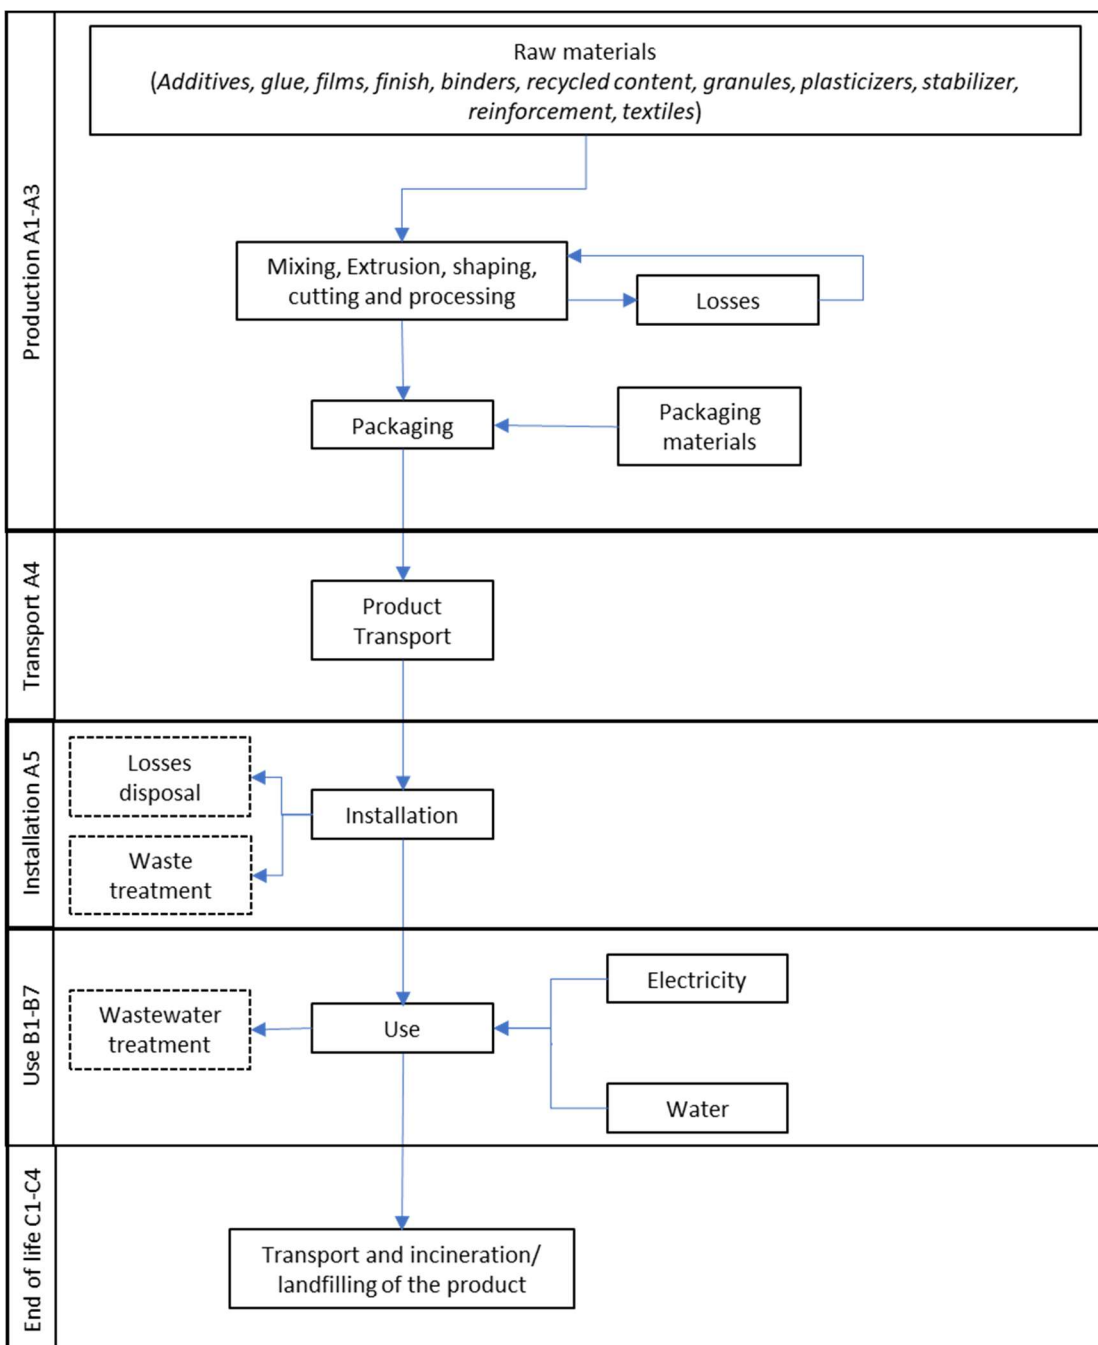 Production A1-A3
Raw materials
(Additives, glue, films, finish, binders, recycled content, granules, plasticizers, stabilizer,
reinforcement, textiles)
Mixing, Extrusion, shaping,
cutting and processing
Losses
Packaging
Packaging
materials
Transport A4
Product
Transport
Installation A5
Losses
disposal
Installation
Waste
treatment
Use B1-B7
Electricity
Wastewater
treatment
Use
Water
End of life C1-C4
Transport and incineration/
landfilling of the product